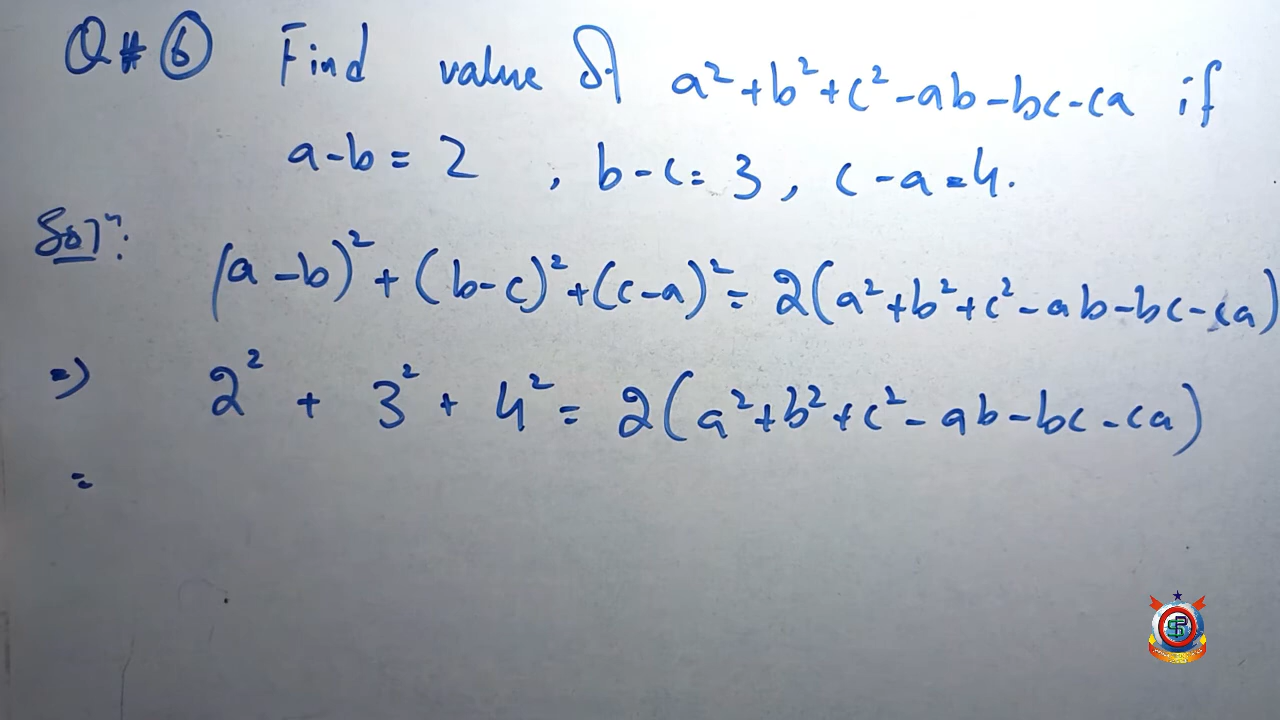 Q # 6 Find value of a² + b² + c² - ab - bc - ca if
a - b = 2 , b - c = 3 , c - a = 4.
Solⁿ:
(a - b)² + (b - c)² + (c - a)² = 2(a² + b² + c² - ab - bc - ca)
=> 2² + 3² + 4² = 2(a² + b² + c² - ab - bc - ca)
=